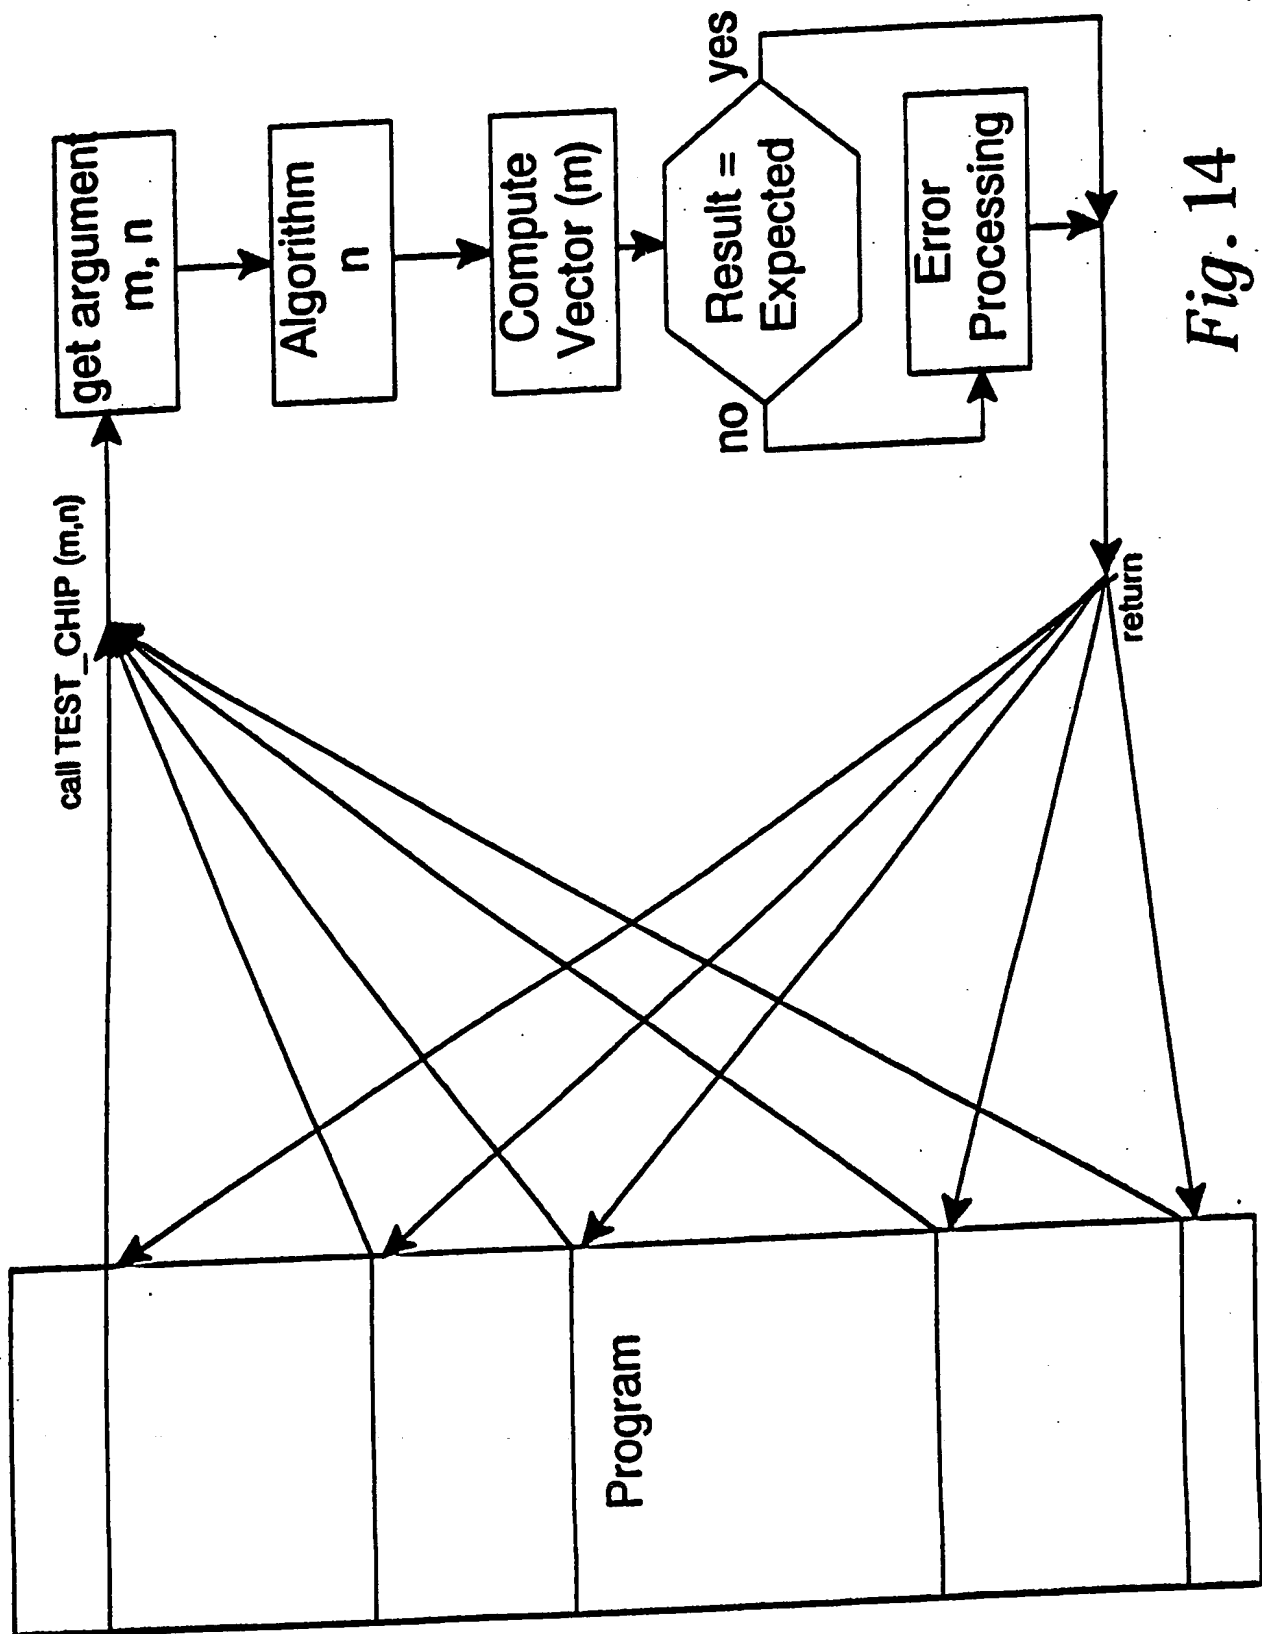 call TEST_CHIP (m,n)
get argument
m, n
Algorithm
n
Compute
Vector (m)
Result =
Expected
yes
no
Error
Processing
return
Program
Fig. 14